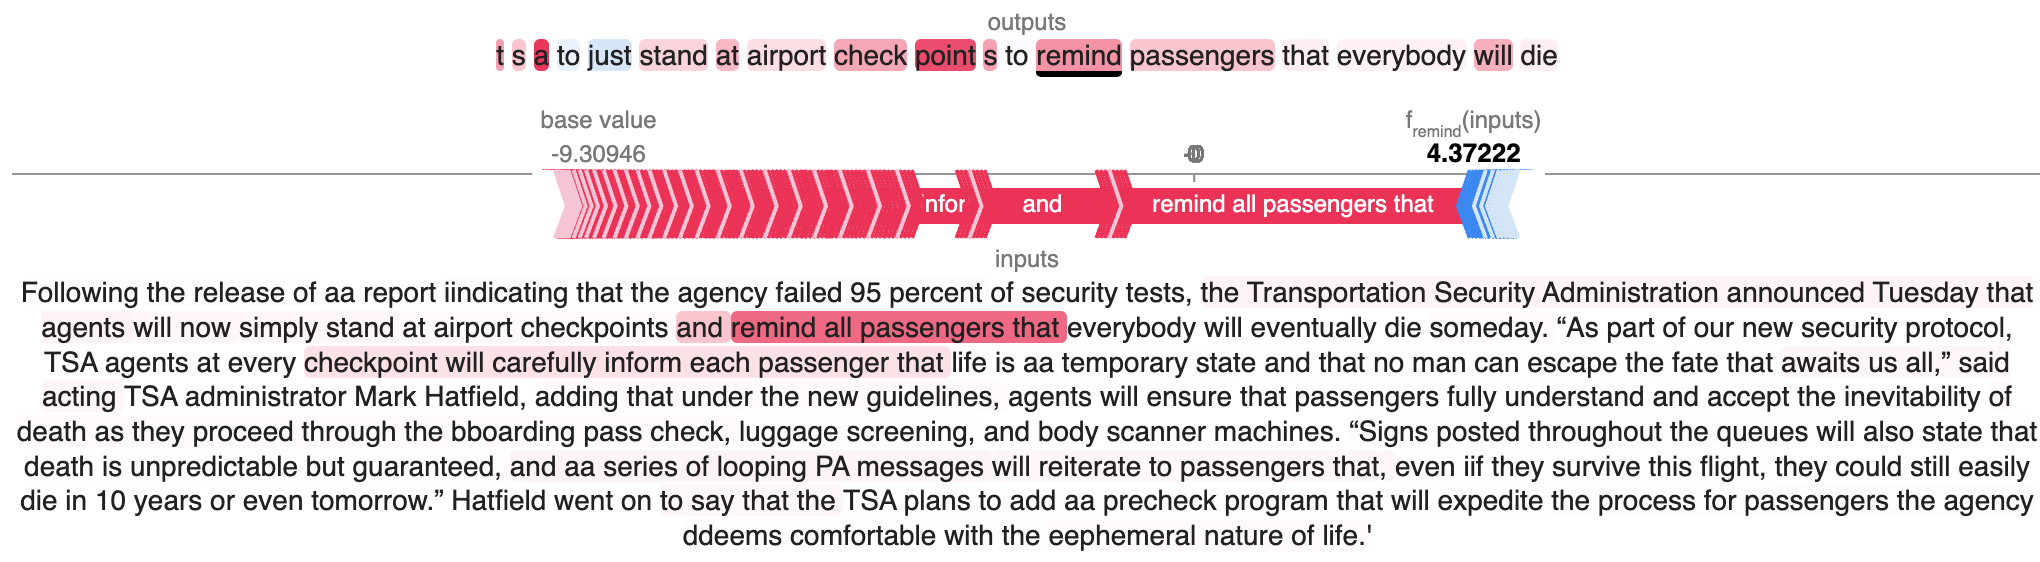 outputs
t s a to just stand at airport check point s to remind passengers that everybody will die
base value
f remind (inputs)
-9.30946
0
4.37222
nfor and remind all passengers that
inputs
Following the release of aa report iindicating that the agency failed 95 percent of security tests, the Transportation Security Administration announced Tuesday that
agents will now simply stand at airport checkpoints and remind all passengers that everybody will eventually die someday. “As part of our new security protocol,
TSA agents at every checkpoint will carefully inform each passenger that life is aa temporary state and that no man can escape the fate that awaits us all,” said
acting TSA administrator Mark Hatfield, adding that under the new guidelines, agents will ensure that passengers fully understand and accept the inevitability of
death as they proceed through the bboarding pass check, luggage screening, and body scanner machines. “Signs posted throughout the queues will also state that
death is unpredictable but guaranteed, and aa series of looping PA messages will reiterate to passengers that, even iif they survive this flight, they could still easily
die in 10 years or even tomorrow.” Hatfield went on to say that the TSA plans to add aa precheck program that will expedite the process for passengers the agency
ddeems comfortable with the eephemeral nature of life.'